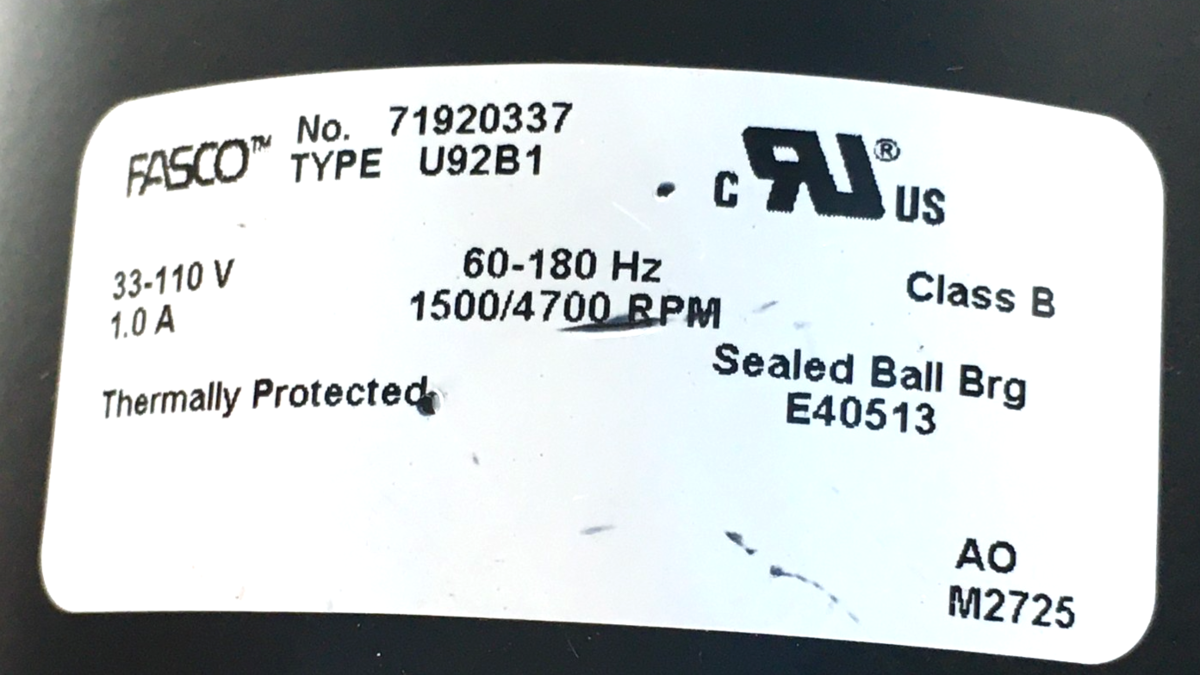 FASCO™
No. 71920337
TYPE U92B1
C RU® US
33-110 V
1.0 A
60-180 Hz
1500/4700 RPM
Class B
Thermally Protected
Sealed Ball Brg
E40513
AO
M2725